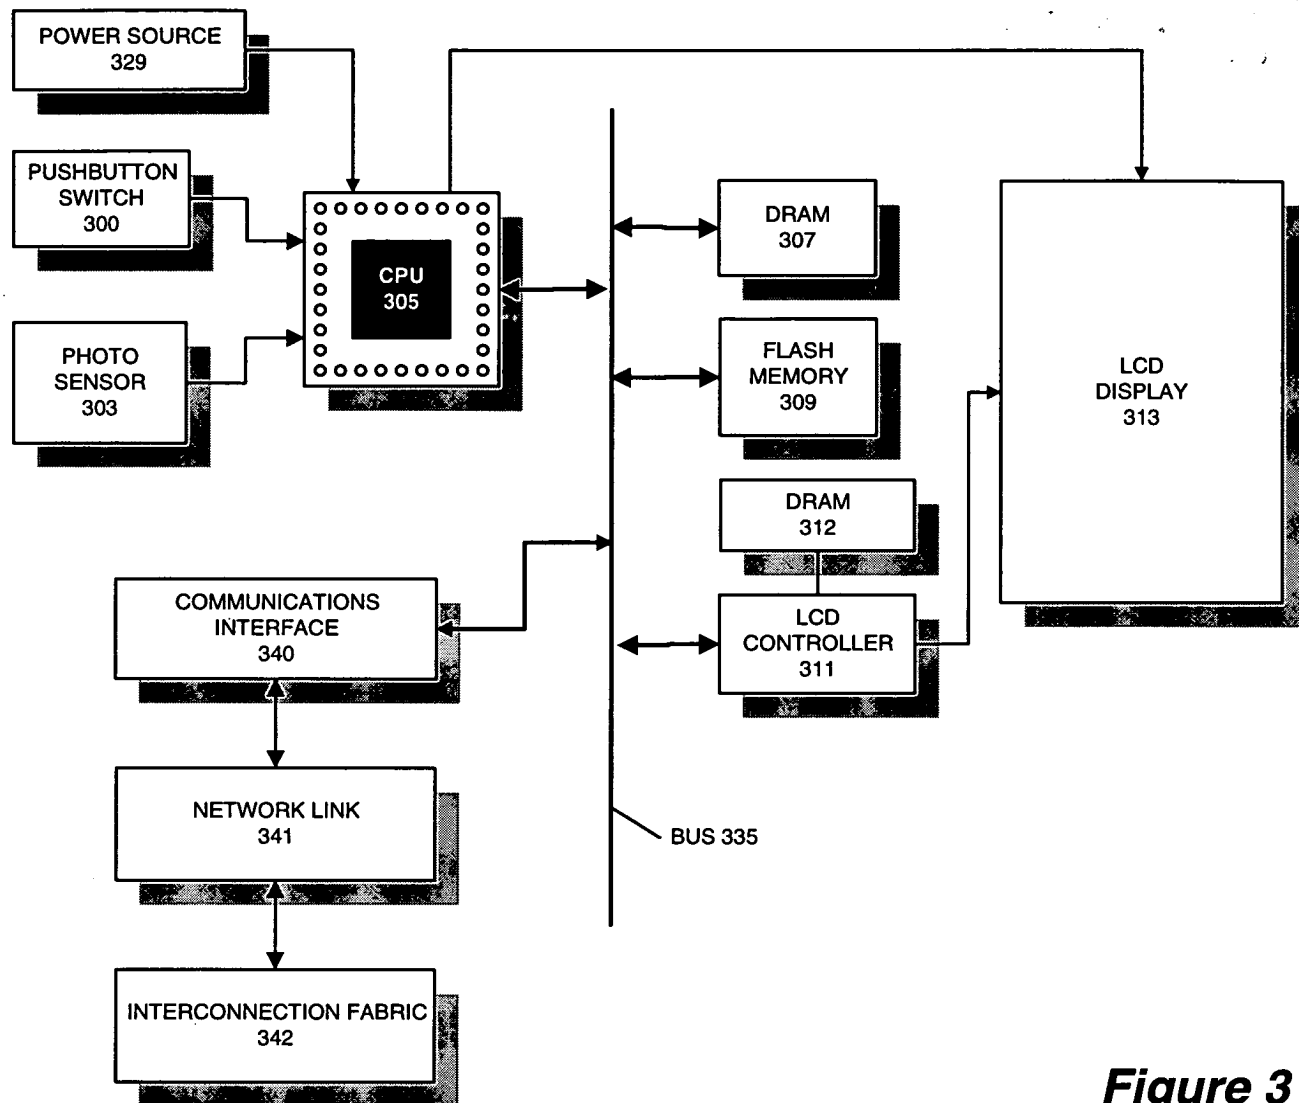 POWER SOURCE
329
PUSHBUTTON
SWITCH
300
PHOTO
SENSOR
303
CPU
305
DRAM
307
FLASH
MEMORY
309
DRAM
312
LCD
CONTROLLER
311
LCD
DISPLAY
313
COMMUNICATIONS
INTERFACE
340
NETWORK LINK
341
INTERCONNECTION FABRIC
342
BUS 335
Figure 3